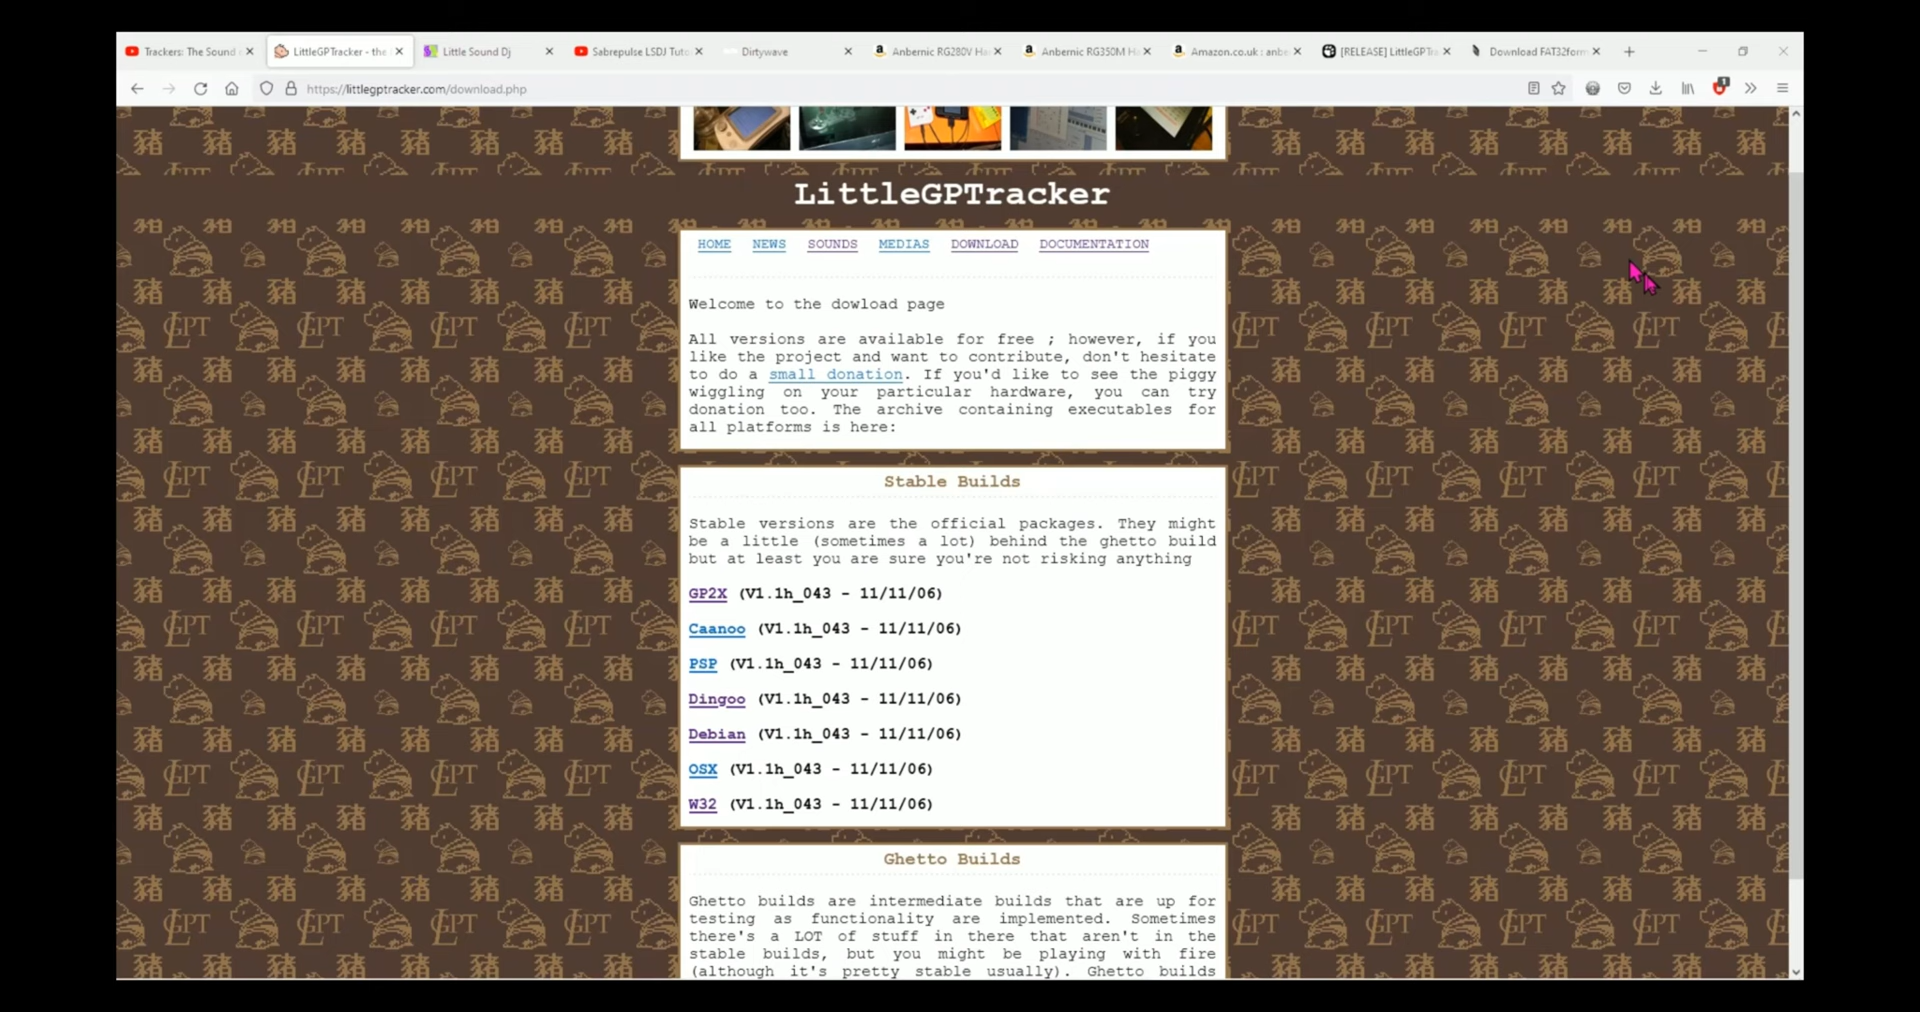 Trackers: The Sound
LittleGPTracker - the
Little Sound Dj
Sabrepulse LSDJ Tuto
Dirtywave
Anbernic RG280V Ha
Anbernic RG350M Ha
Amazon.co.uk : anbe
[RELEASE] LittleGPTr
Download FAT32form
https://littlegptracker.com/download.php
LittleGPTracker
HOME NEWS SOUNDS MEDIAS DOWNLOAD DOCUMENTATION
Welcome to the dowload page
All versions are available for free ; however, if you
like the project and want to contribute, don't hesitate
to do a small donation. If you'd like to see the piggy
wiggling on your particular hardware, you can try
donation too. The archive containing executables for
all platforms is here:
Stable Builds
Stable versions are the official packages. They might
be a little (sometimes a lot) behind the ghetto build
but at least you are sure you're not risking anything
GP2X (V1.1h_043 - 11/11/06)
Caanoo (V1.1h_043 - 11/11/06)
PSP (V1.1h_043 - 11/11/06)
Dingoo (V1.1h_043 - 11/11/06)
Debian (V1.1h_043 - 11/11/06)
OSX (V1.1h_043 - 11/11/06)
W32 (V1.1h_043 - 11/11/06)
Ghetto Builds
Ghetto builds are intermediate builds that are up for
testing as functionality are implemented. Sometimes
there's a LOT of stuff in there that aren't in the
stable builds, but you might be playing with fire
(although it's pretty stable usually). Ghetto builds
豬
LGPT